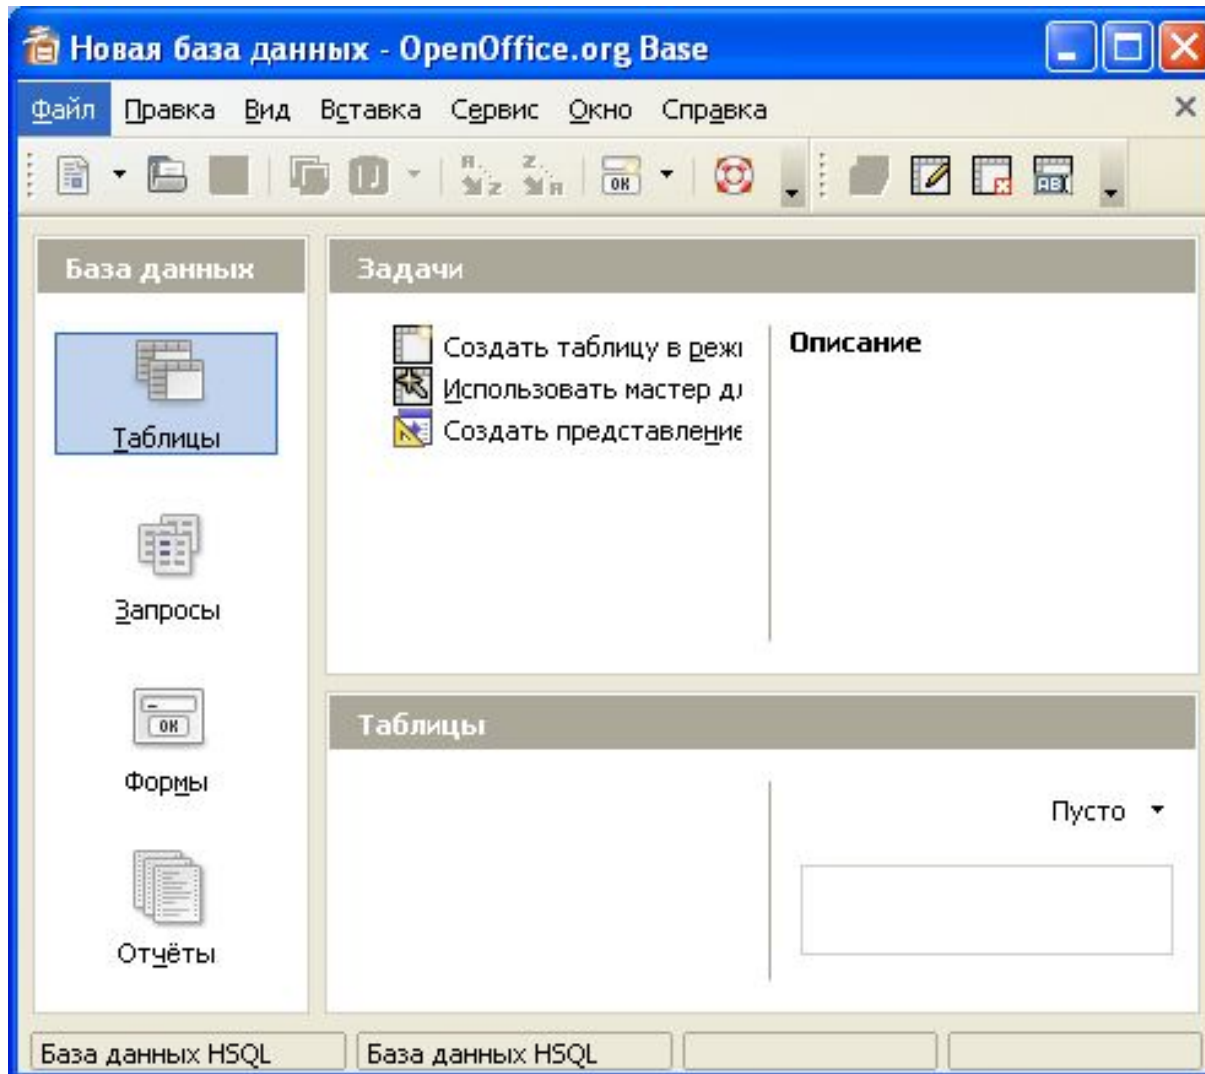 Новая база данных - OpenOffice.org Base
Файл Правка Вид Вставка Сервис Окно Справка
База данных
Задачи
Таблицы
Запросы
Формы
Отчёты
Создать таблицу в режи
Использовать мастер дл
Создать представление
Описание
Таблицы
Пусто
База данных HSQL
База данных HSQL